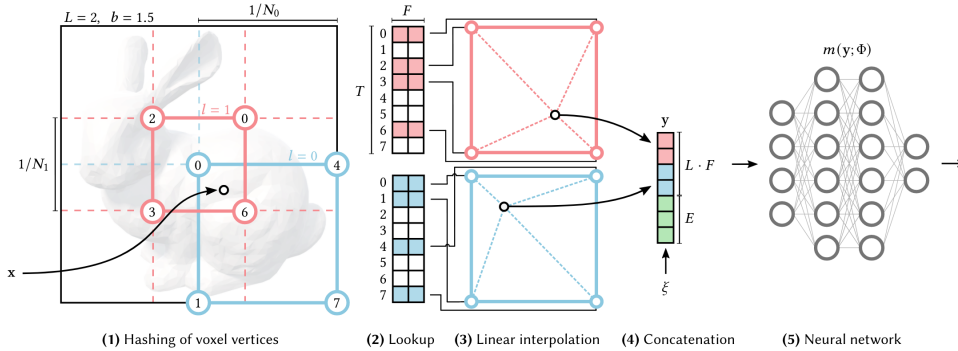 L = 2, b = 1.5
1/N₀
l = 1
2
0
l = 0
0
4
1/N₁
3
6
x
1
7
F
T
0
1
2
3
4
5
6
7
0
1
2
3
4
5
6
7
y
L · F
E
ξ
m(y; Φ)
(1) Hashing of voxel vertices
(2) Lookup
(3) Linear interpolation
(4) Concatenation
(5) Neural network